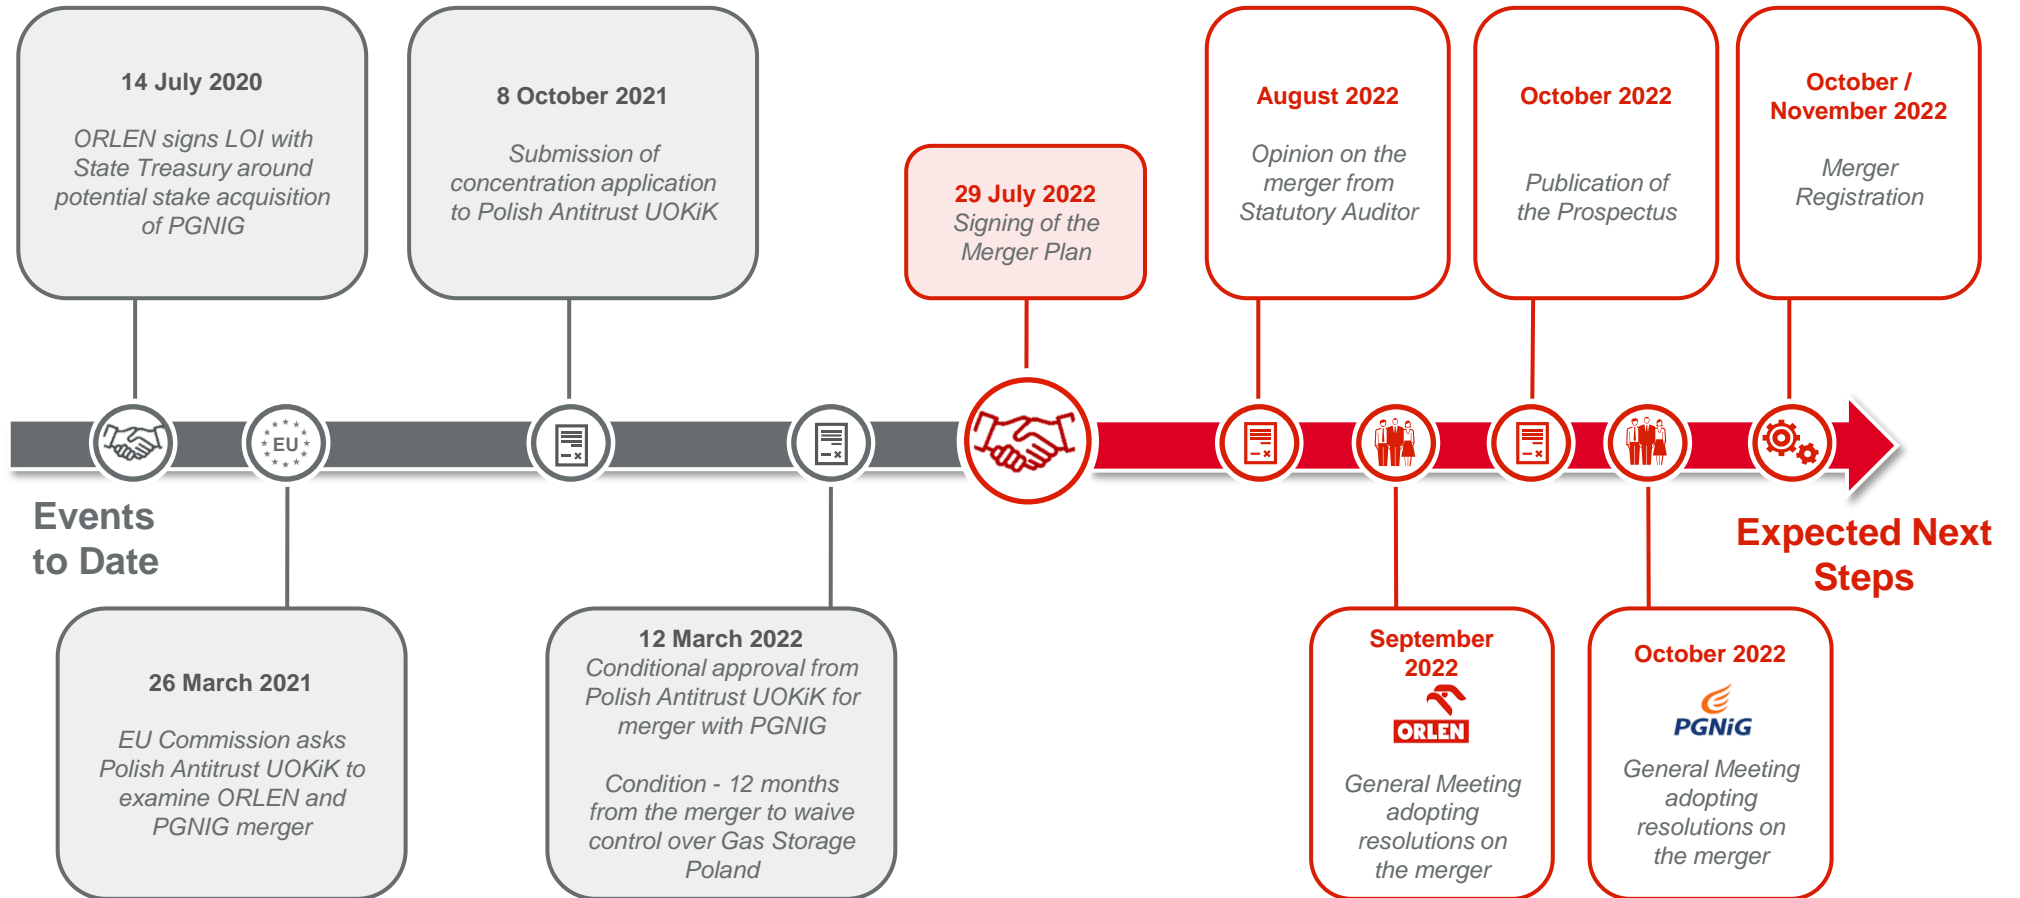 14 July 2020
ORLEN signs LOI with
State Treasury around
potential stake acquisition
of PGNIG
8 October 2021
Submission of
concentration application
to Polish Antitrust UOKiK
29 July 2022
Signing of the
Merger Plan
August 2022
Opinion on the
merger from
Statutory Auditor
October 2022
Publication of
the Prospectus
October /
November 2022
Merger
Registration
EU
Events
to Date
Expected Next
Steps
26 March 2021
EU Commission asks
Polish Antitrust UOKiK to
examine ORLEN and
PGNIG merger
12 March 2022
Conditional approval from
Polish Antitrust UOKiK for
merger with PGNIG
Condition - 12 months
from the merger to waive
control over Gas Storage
Poland
September
2022
ORLEN
General Meeting
adopting
resolutions on
the merger
October 2022
PGNiG
General Meeting
adopting
resolutions on
the merger